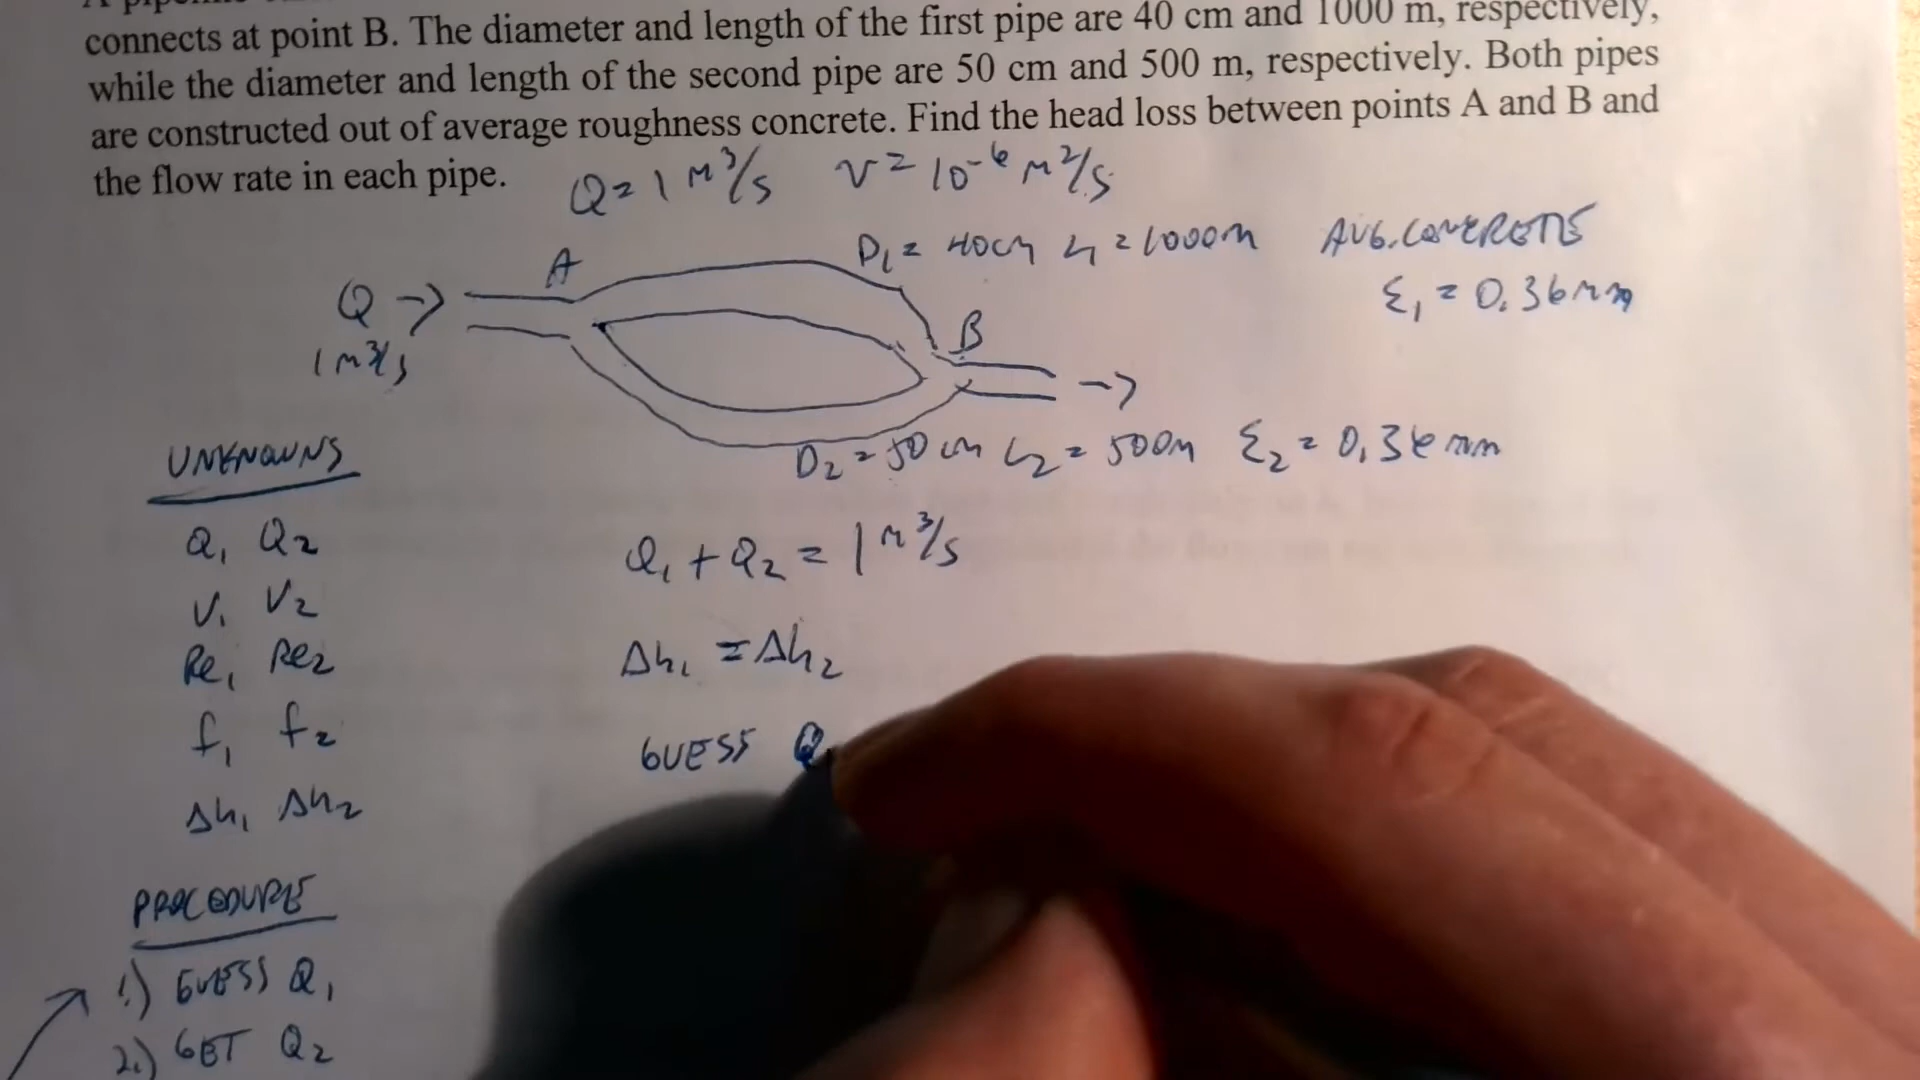 connects at point B. The diameter and length of the first pipe are 40 cm and 1000 m, respectively,
while the diameter and length of the second pipe are 50 cm and 500 m, respectively. Both pipes
are constructed out of average roughness concrete. Find the head loss between points A and B and
the flow rate in each pipe.
Q = 1 m³/s ν = 10⁻⁶ m²/s
D₁ = 40cm L₁ = 1000m AVG. CONCRETE
ε₁ = 0.36mm
A
Q →
1 m³/s
B
→
D₂ = 50 cm L₂ = 500m ε₂ = 0.36 mm
UNKNOWNS
Q₁ Q₂
V₁ V₂
Re₁ Re₂
f₁ f₂
Δh₁ Δh₂
Q₁ + Q₂ = 1 m³/s
Δh₁ = Δh₂
GUESS Q
PROCEDURE
1.) GUESS Q₁
2.) GET Q₂